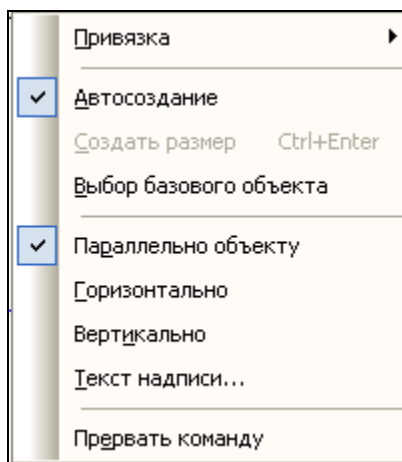 Привязка
Автосоздание
Создать размер Ctrl+Enter
Выбор базового объекта
Параллельно объекту
Горизонтально
Вертикально
Текст надписи...
Прервать команду